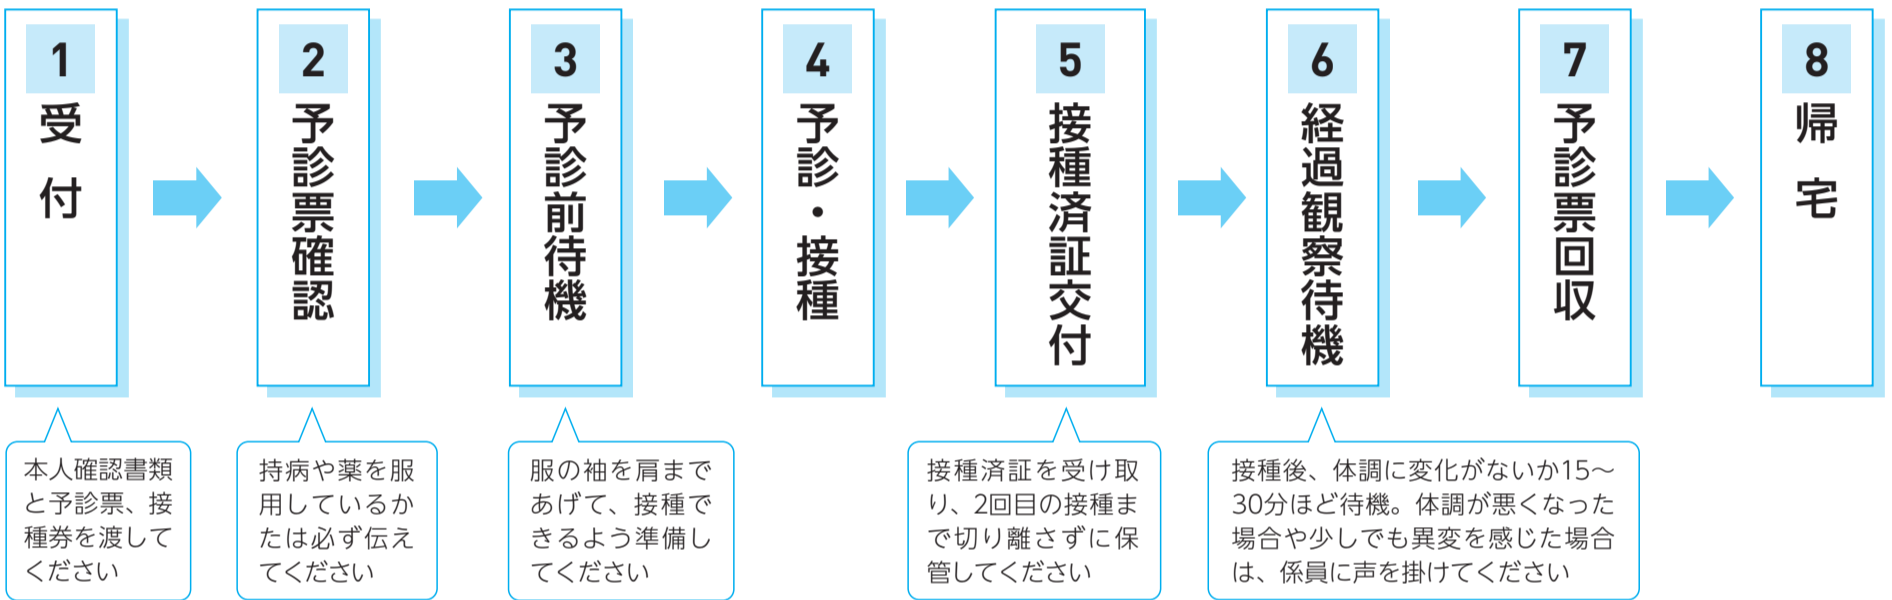 1
受付
2
予診票確認
3
予診前待機
4
予診・接種
5
接種済証交付
6
経過観察待機
7
予診票回収
8
帰宅
本人確認書類
と予診票、接
種券を渡して
ください
持病や薬を服
用しているか
たは必ず伝え
てください
服の袖を肩まで
あげて、接種で
きるよう準備し
てください
接種済証を受け取
り、2回目の接種ま
で切り離さずに保
管してください
接種後、体調に変化がないか15～
30分ほど待機。体調が悪くなった
場合や少しでも異変を感じた場合
は、係員に声を掛けてください